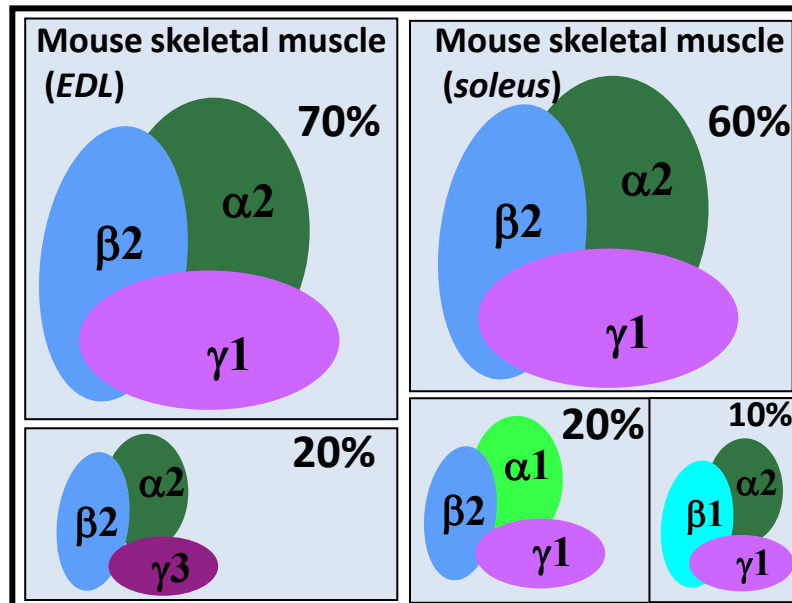 Mouse skeletal muscle
(EDL)
70%
β2
α2
γ1
Mouse skeletal muscle
(soleus)
60%
β2
α2
γ1
20%
β2
α2
γ3
20%
β2
α1
γ1
10%
β1
α2
γ1